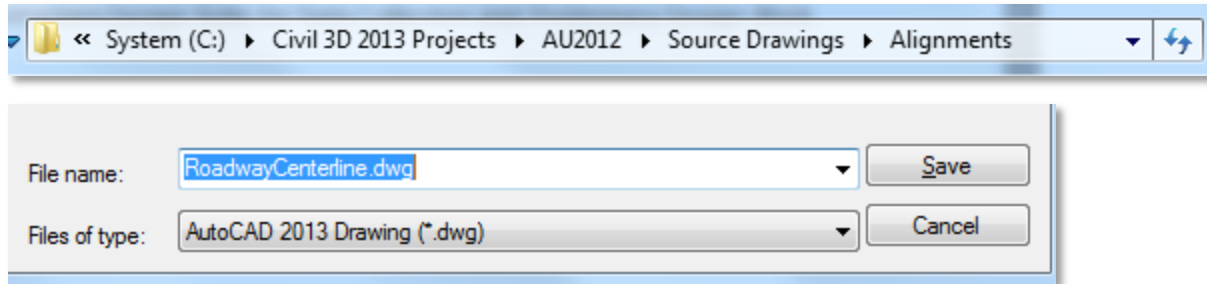 « System (C:) ▸ Civil 3D 2013 Projects ▸ AU2012 ▸ Source Drawings ▸ Alignments
File name: RoadwayCenterline.dwg Save
Files of type: AutoCAD 2013 Drawing (*.dwg) Cancel